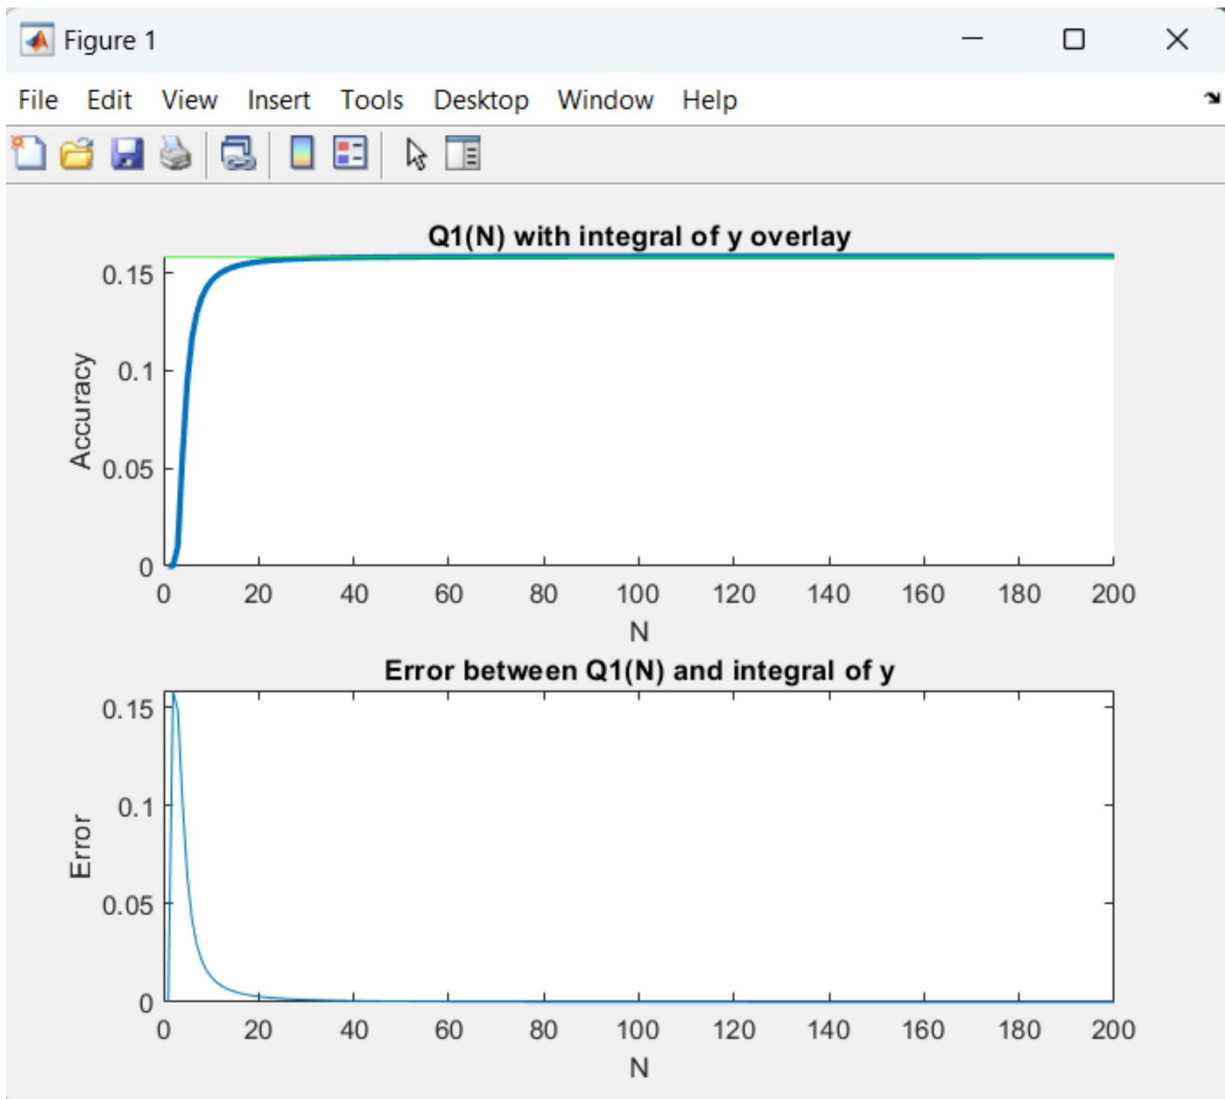 Figure 1
File Edit View Insert Tools Desktop Window Help
Q1(N) with integral of y overlay
Accuracy
0.15
0.1
0.05
0
0 20 40 60 80 100 120 140 160 180 200
N
Error between Q1(N) and integral of y
Error
0.15
0.1
0.05
0
0 20 40 60 80 100 120 140 160 180 200
N